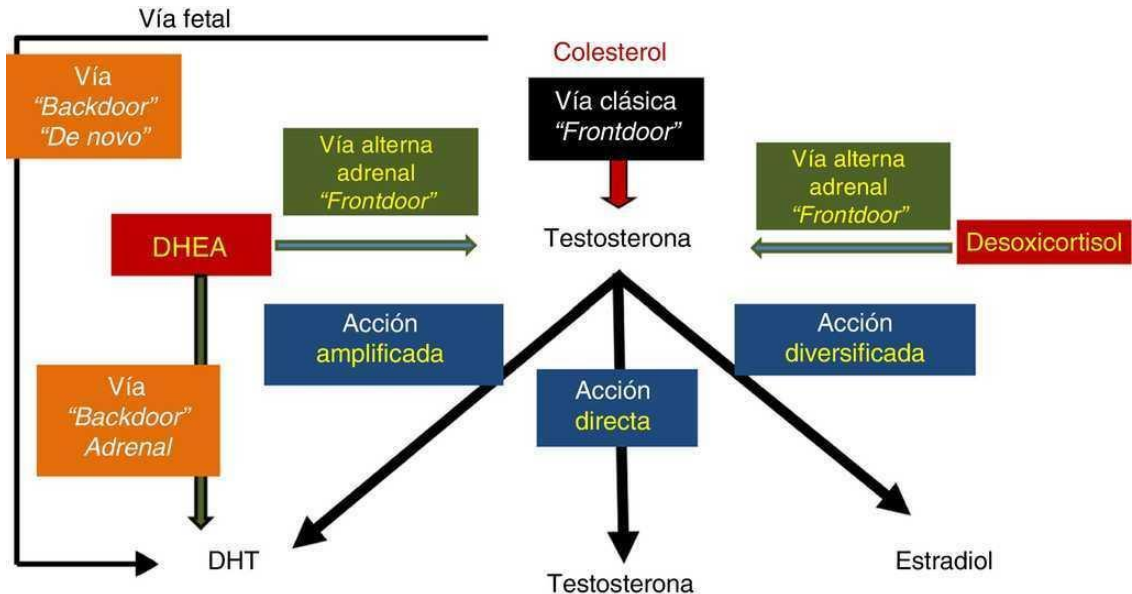 Vía fetal
Colesterol
Vía
“Backdoor”
“De novo”
Vía clásica
“Frontdoor”
Vía alterna
adrenal
“Frontdoor”
Vía alterna
adrenal
“Frontdoor”
DHEA
Testosterona
Desoxicortisol
Acción
amplificada
Acción
diversificada
Vía
“Backdoor”
Adrenal
Acción
directa
DHT
Testosterona
Estradiol